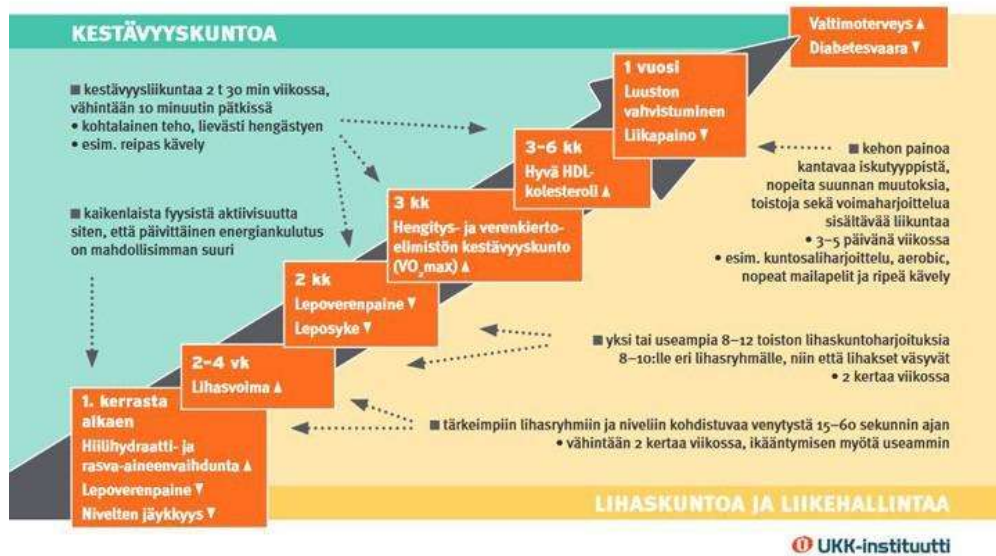 KESTÄVYYSKUNTOA
■ kestävyysliikuntaa 2 t 30 min viikossa,
vähintään 10 minuutin pätkissä
• kohtalainen teho, lievästi hengästyen
• esim. reipas kävely
■ kaikenlaista fyysistä aktiivisuutta
siten, että päivittäinen energiankulutus
on mahdollisimman suuri
1. kerrasta
alkaen
Hiilihydraatti- ja
rasva-aineenvaihdunta ▲
Lepoverenpaine ▼
Nivelten jäykkyys ▼
2–4 vk
Lihasvoima ▲
2 kk
Lepoverenpaine ▼
Leposyke ▼
3 kk
Hengitys- ja verenkierto-
elimistön kestävyyskunto
(VO₂max) ▲
3–6 kk
Hyvä HDL-
kolesteroli ▲
1 vuosi
Luuston
vahvistuminen
Liikapaino ▼
Valtimoterveys ▲
Diabetesvaara ▼
■ kehon painoa
kantavaa iskutyyppistä,
nopeita suunnan muutoksia,
toistoja sekä voimaharjoittelua
sisältävää liikuntaa
• 3–5 päivänä viikossa
• esim. kuntosaliharjoittelu, aerobic,
nopeat mailapelit ja ripeä kävely
■ yksi tai useampia 8–12 toiston lihaskuntoharjoituksia
8–10:lle eri lihasryhmälle, niin että lihakset väsyvät
• 2 kertaa viikossa
■ tärkeimpiin lihasryhmiin ja niveliin kohdistuvaa venytystä 15–60 sekunnin ajan
• vähintään 2 kertaa viikossa, ikääntymisen myötä useammin
LIHASKUNTOA JA LIIKEHALLINTAA
UKK-instituutti